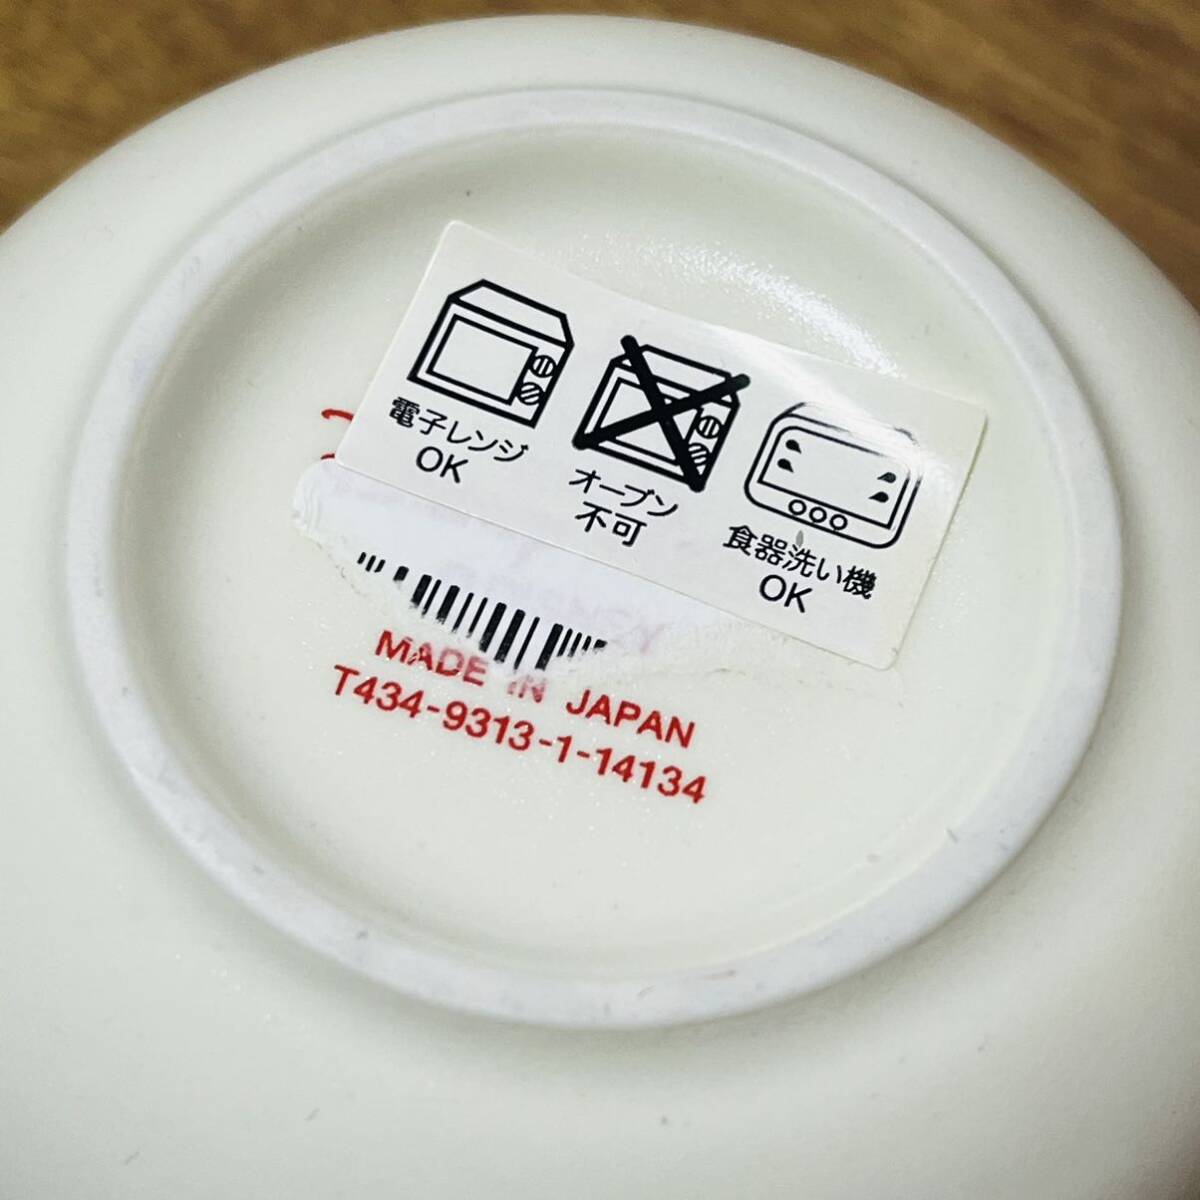 電子レンジ
OK
オーブン
不可
食器洗い機
OK
MADE IN JAPAN
T434-9313-1-14134